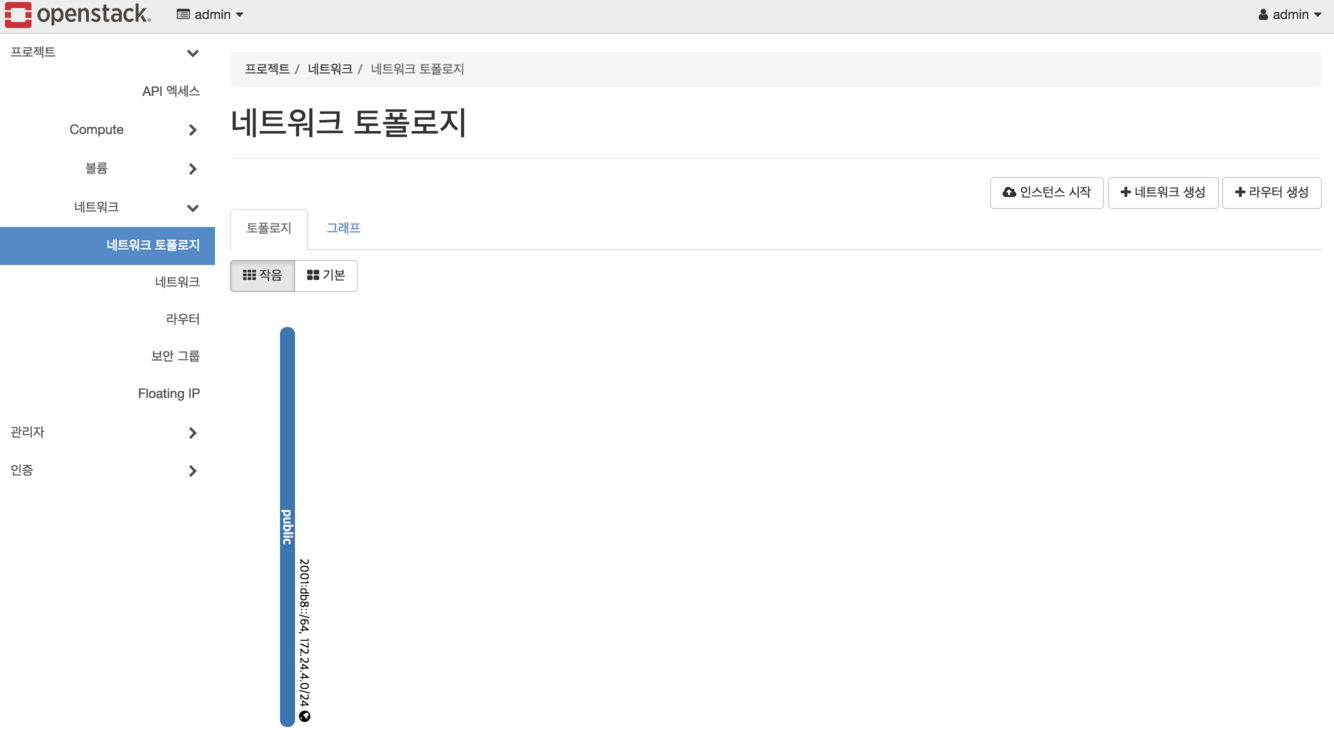 openstack.
admin
admin
프로젝트
API 엑세스
Compute
볼륨
네트워크
네트워크 토폴로지
네트워크
라우터
보안 그룹
Floating IP
관리자
인증
프로젝트 / 네트워크 / 네트워크 토폴로지
네트워크 토폴로지
인스턴스 시작
네트워크 생성
라우터 생성
토폴로지
그래프
작음
기본
public
2001:db8::/64, 172.24.4.0/24